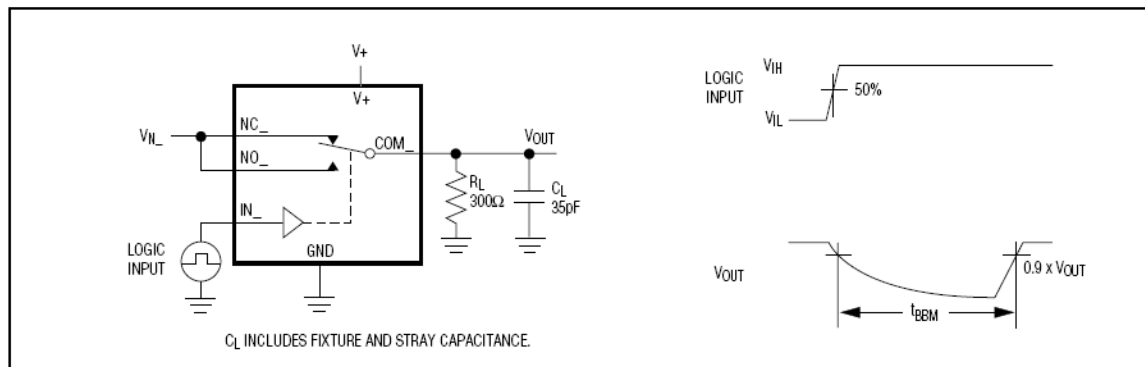 V+
V+
VN_
NC_
NO_
COM_
VOUT
RL
300Ω
CL
35pF
IN_
LOGIC
INPUT
GND
CL INCLUDES FIXTURE AND STRAY CAPACITANCE.
LOGIC
INPUT
VIH
50%
VIL
VOUT
0.9 x VOUT
tBBM